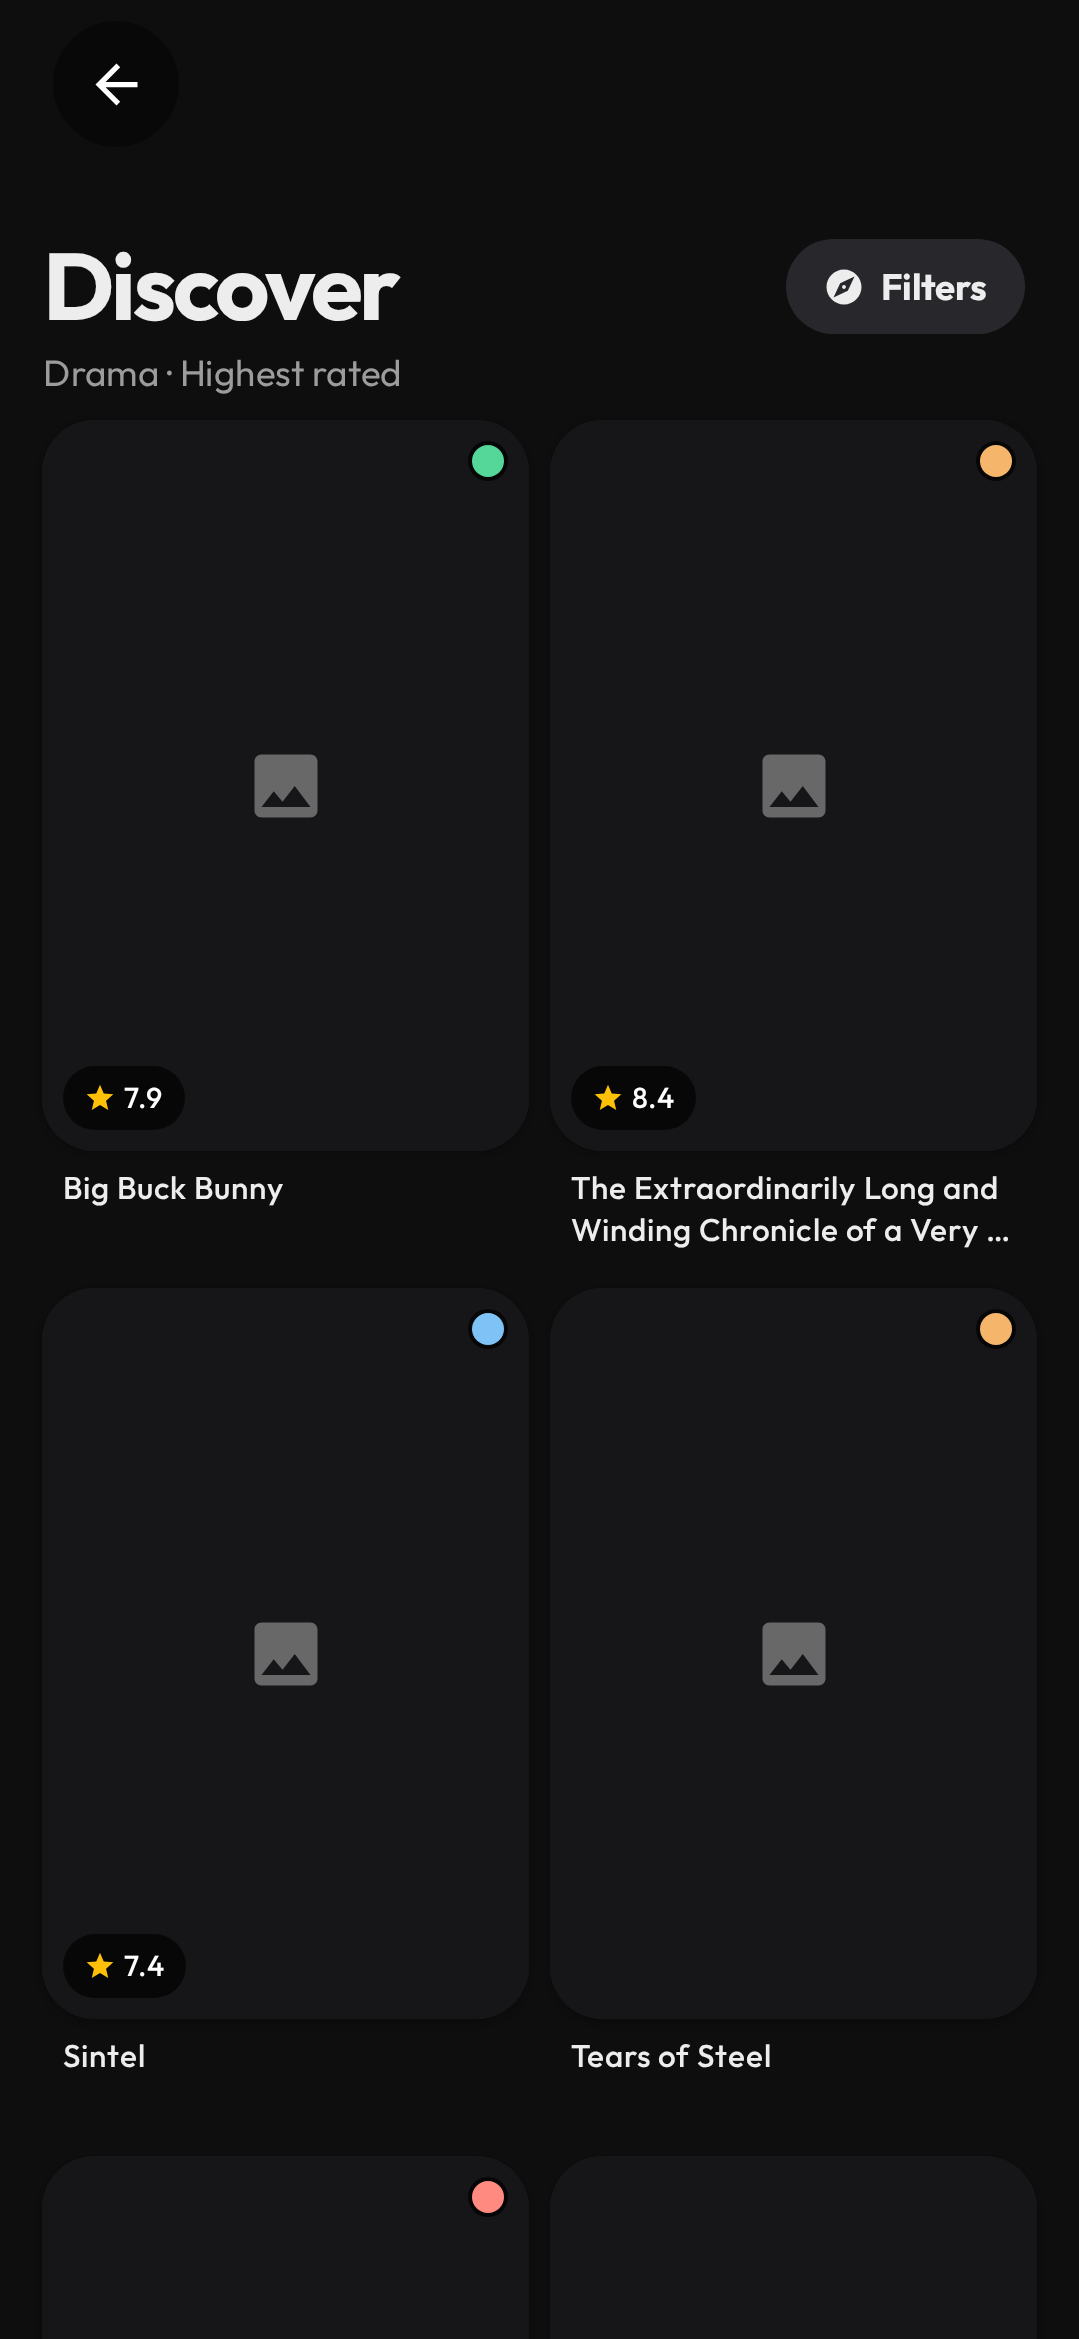 Discover
Filters
Drama · Highest rated
7.9
8.4
Big Buck Bunny
The Extraordinarily Long and
Winding Chronicle of a Very ...
7.4
Sintel
Tears of Steel